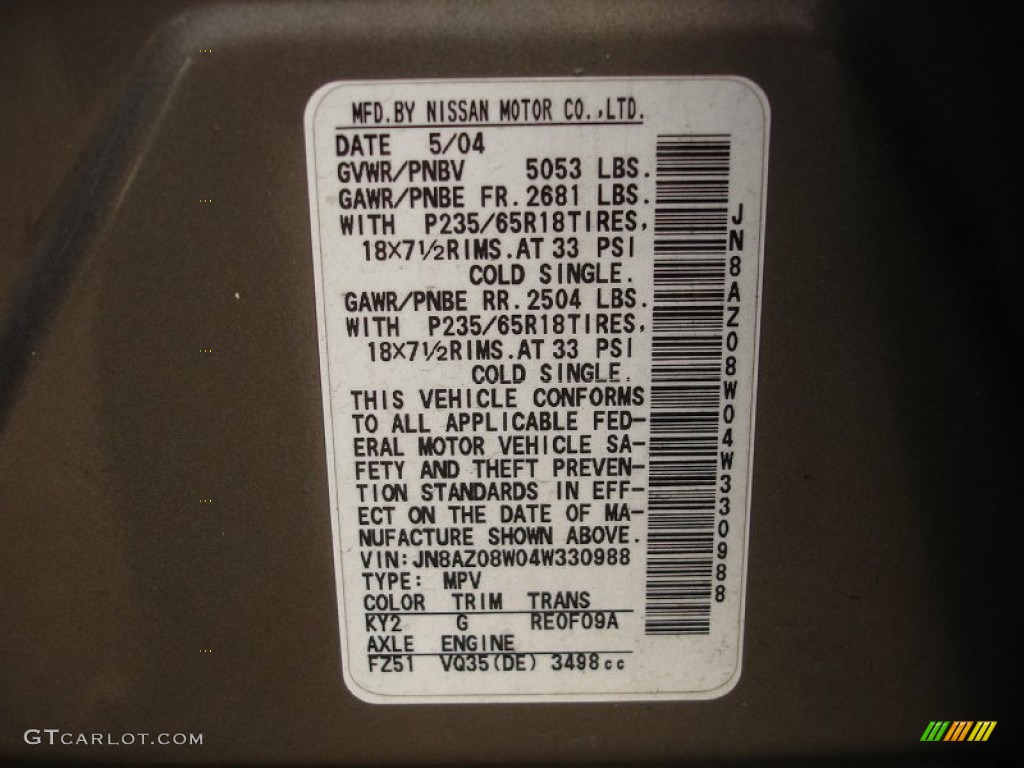 MFD.BY NISSAN MOTOR CO.,LTD.
DATE 5/04
GVWR/PNBV 5053 LBS.
GAWR/PNBE FR. 2681 LBS.
WITH P235/65R18TIRES,
18X7½RIMS.AT 33 PSI
COLD SINGLE.
GAWR/PNBE RR. 2504 LBS.
WITH P235/65R18TIRES,
18X7½RIMS.AT 33 PSI
COLD SINGLE.
THIS VEHICLE CONFORMS
TO ALL APPLICABLE FED-
ERAL MOTOR VEHICLE SA-
FETY AND THEFT PREVEN-
TION STANDARDS IN EFF-
ECT ON THE DATE OF MA-
NUFACTURE SHOWN ABOVE.
VIN:JN8AZ08W04W330988
TYPE: MPV
COLOR TRIM TRANS
KY2 G RE0F09A
AXLE ENGINE
FZ51 VQ35(DE) 3498cc
JN8AZ08W04W330988
GTCARLOT.COM